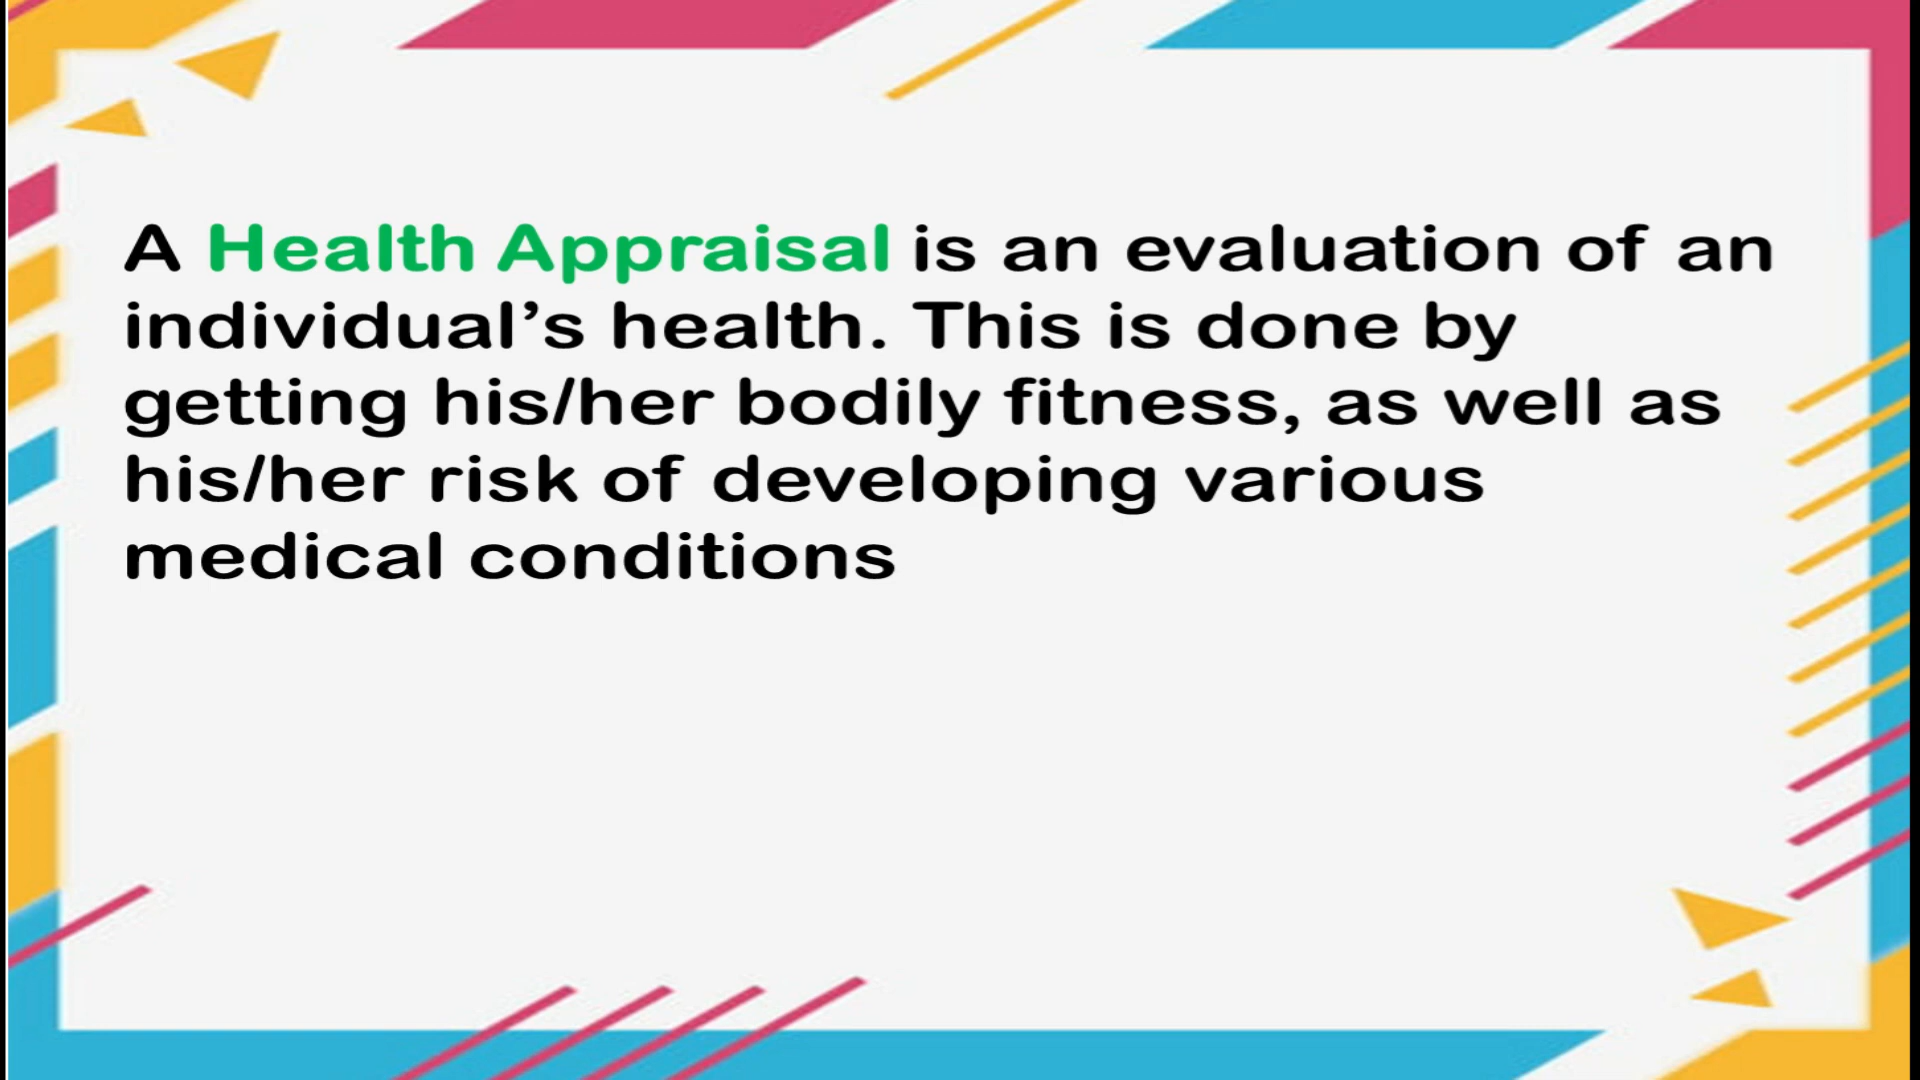 A Health Appraisal is an evaluation of an
individual’s health. This is done by
getting his/her bodily fitness, as well as
his/her risk of developing various
medical conditions